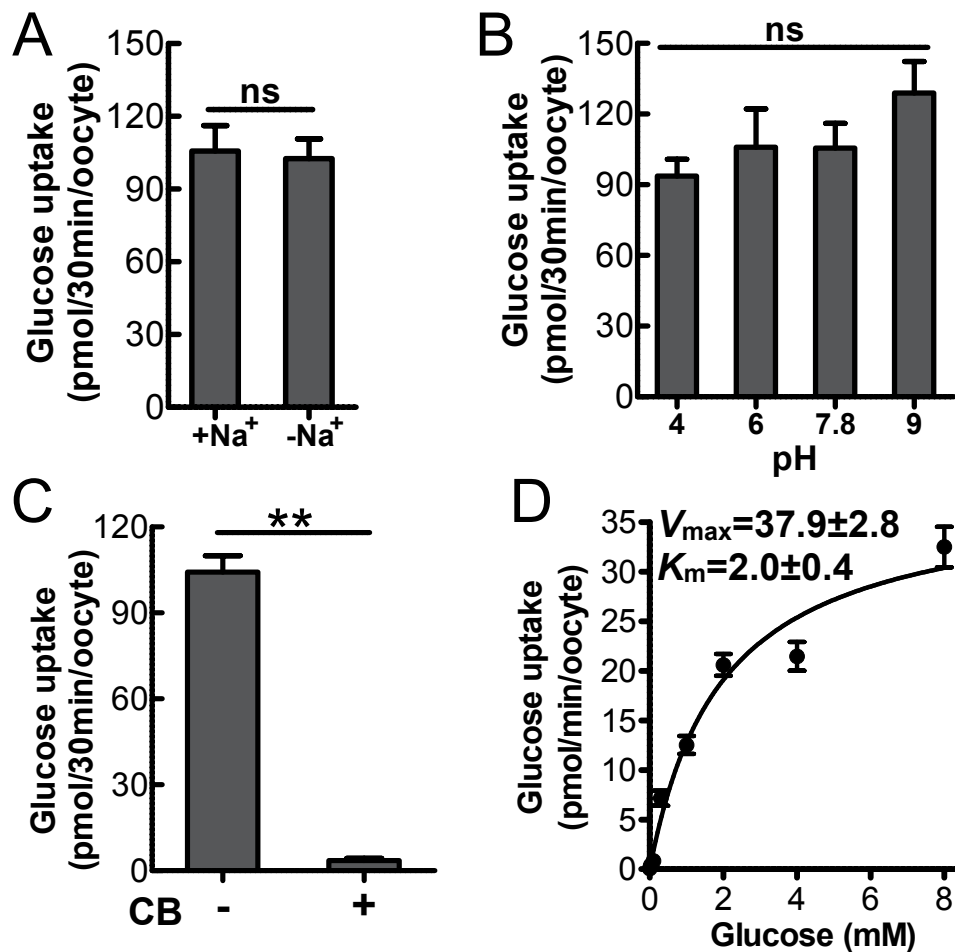 A
Glucose uptake
(pmol/30min/oocyte)
150
120
90
60
30
0
ns
+Na⁺ -Na⁺
B
Glucose uptake
(pmol/30min/oocyte)
150
120
90
60
30
0
ns
4 6 7.8 9
pH
C
Glucose uptake
(pmol/30min/oocyte)
120
90
60
30
0
**
CB - +
D
Glucose uptake
(pmol/min/oocyte)
35
30
25
20
15
10
5
0
Vmax=37.9±2.8
Km=2.0±0.4
0 2 4 6 8
Glucose (mM)